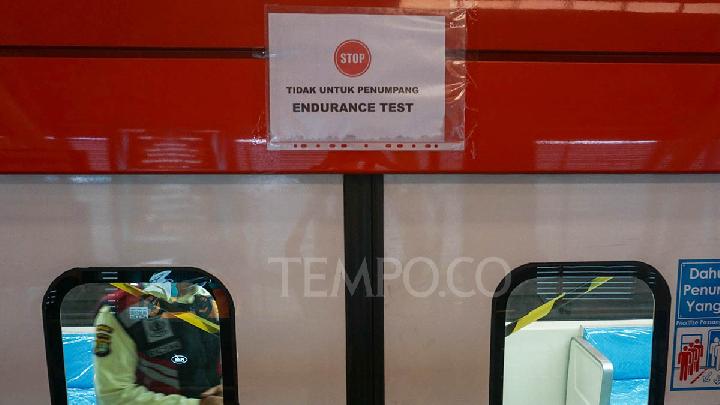 STOP
TIDAK UNTUK PENUMPANG
ENDURANCE TEST
TEMPO.CO
Dahu
Penum
Yang